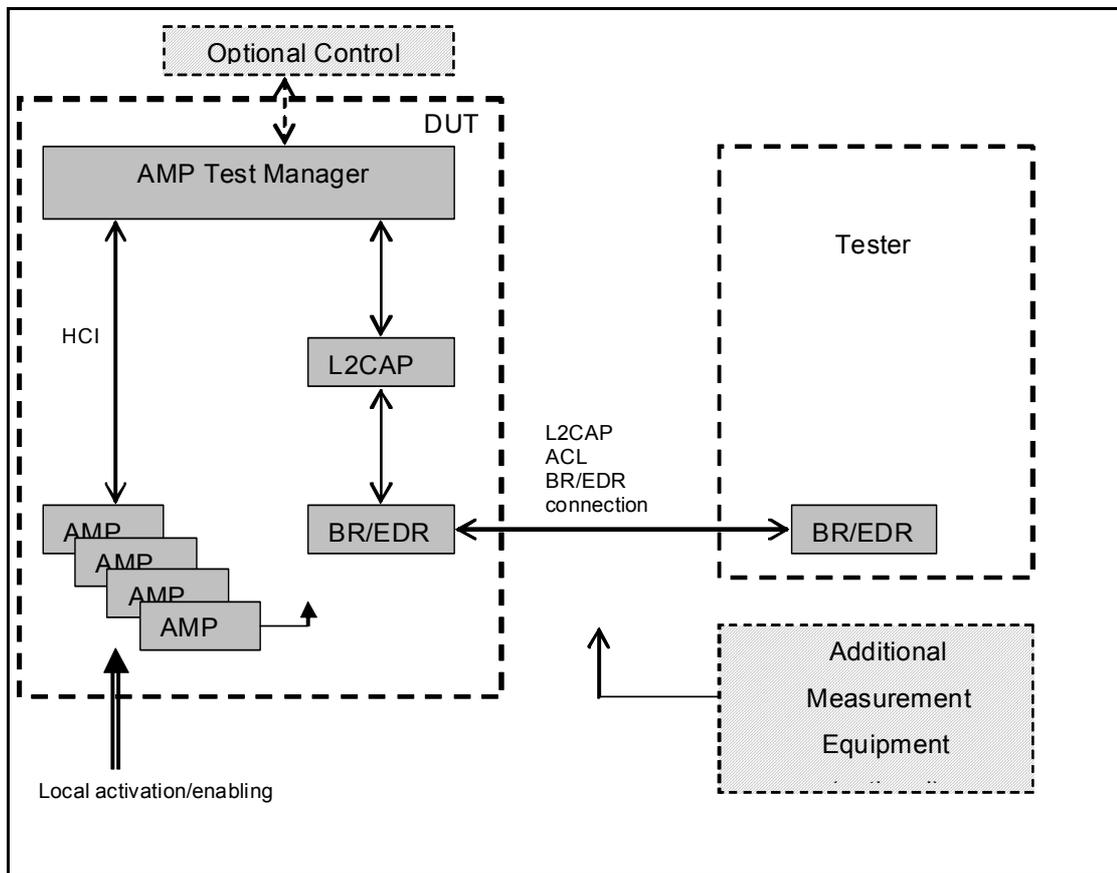 Optional Control
DUT
AMP Test Manager
Tester
HCI
L2CAP
L2CAP
ACL
BR/EDR
connection
AMP
AMP
AMP
AMP
BR/EDR
BR/EDR
Additional
Measurement
Equipment
Local activation/enabling